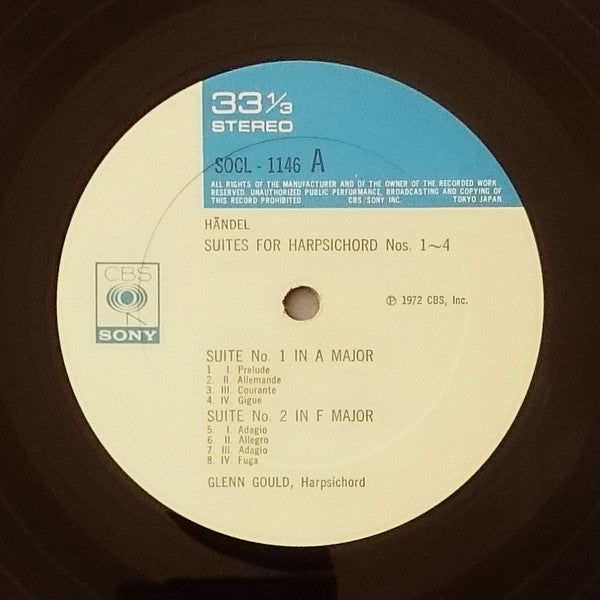 33 1/3
STEREO
SOCL - 1146 A
ALL RIGHTS OF THE MANUFACTURER AND OF THE OWNER OF THE RECORDED WORK
RESERVED. UNAUTHORIZED PUBLIC PERFORMANCE, BROADCASTING AND COPYING OF
THIS RECORD PROHIBITED CBS/SONY INC. TOKYO JAPAN.
HÄNDEL
SUITES FOR HARPSICHORD Nos. 1~4
CBS
SONY
℗ 1972 CBS, Inc.
SUITE No. 1 IN A MAJOR
1. I. Prelude
2. II. Allemande
3. III. Courante
4. IV. Gigue
SUITE No. 2 IN F MAJOR
5. I. Adagio
6. II Allegro
7. III. Adagio
8. IV. Fuga
GLENN GOULD, Harpsichord